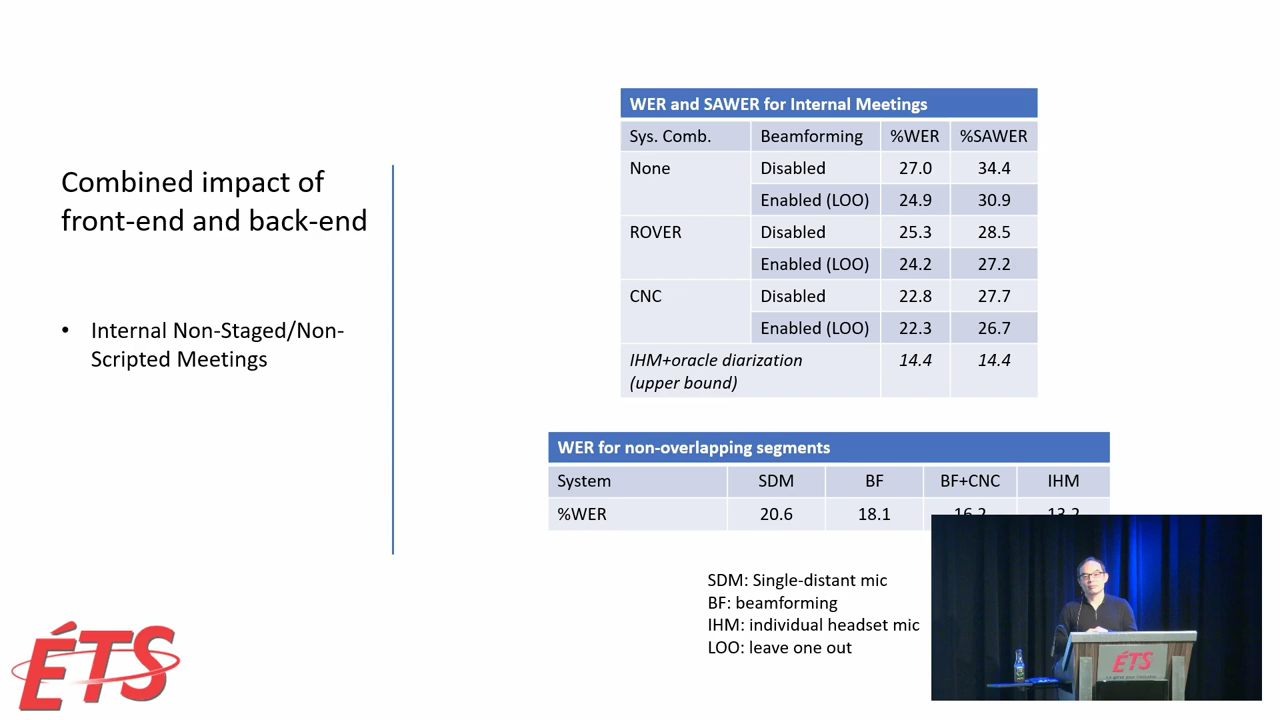 Combined impact of
front-end and back-end
• Internal Non-Staged/Non-
Scripted Meetings
WER and SAWER for Internal Meetings
Sys. Comb. Beamforming %WER %SAWER
None Disabled 27.0 34.4
Enabled (LOO) 24.9 30.9
ROVER Disabled 25.3 28.5
Enabled (LOO) 24.2 27.2
CNC Disabled 22.8 27.7
Enabled (LOO) 22.3 26.7
IHM+oracle diarization 14.4 14.4
(upper bound)
WER for non-overlapping segments
System SDM BF BF+CNC IHM
%WER 20.6 18.1 16.2 13.2
SDM: Single-distant mic
BF: beamforming
IHM: individual headset mic
LOO: leave one out
ÉTS
ÉTS